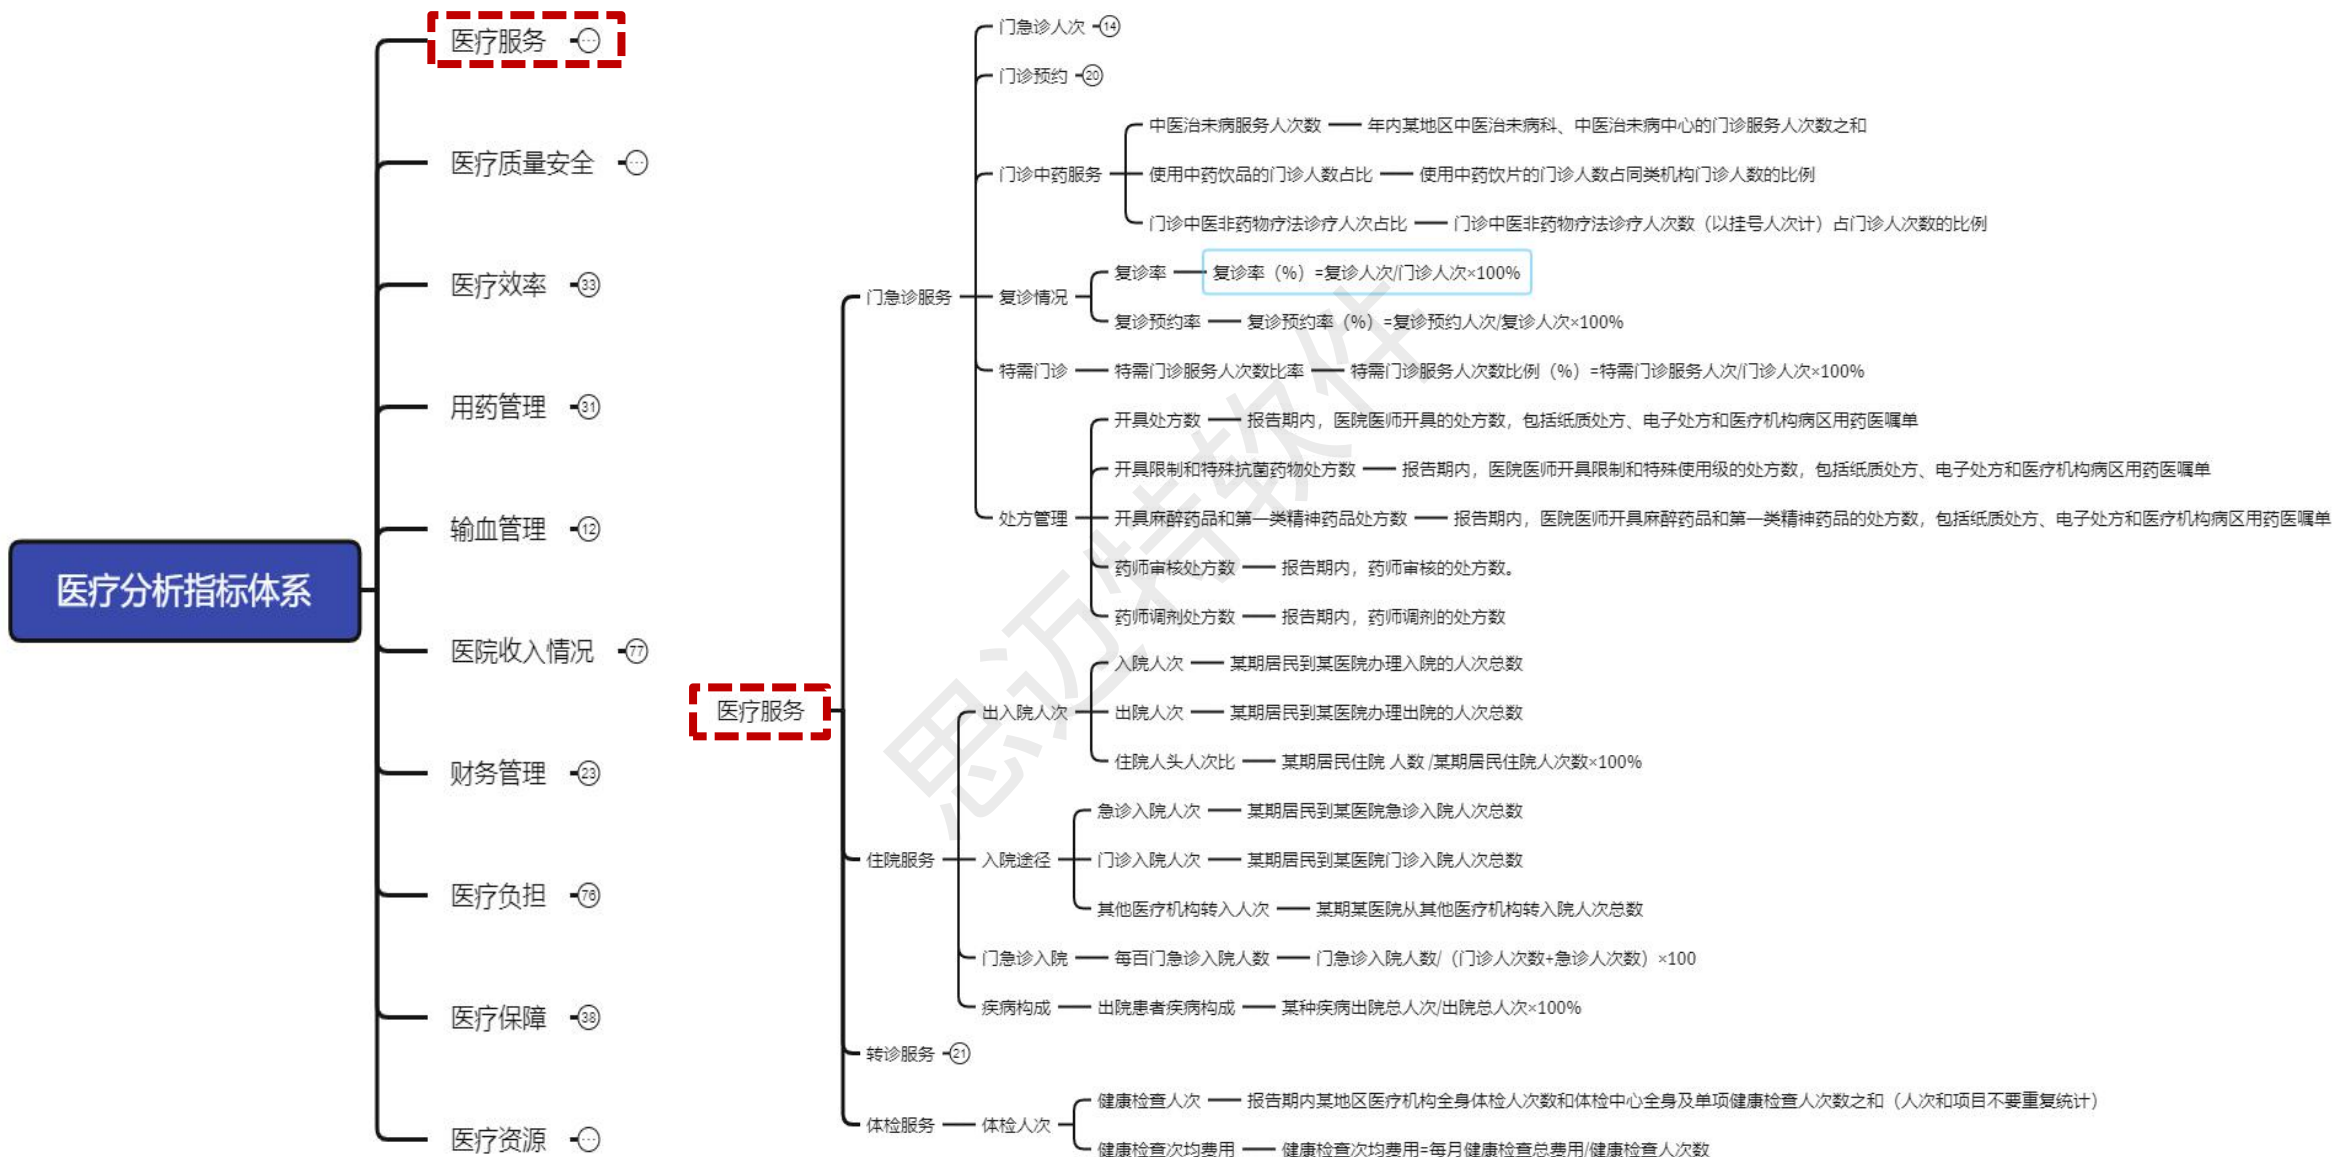 医疗分析指标体系
医疗服务 ...
医疗质量安全 ...
医疗效率 33
用药管理 31
输血管理 12
医院收入情况 77
财务管理 23
医疗负担 76
医疗保障 38
医疗资源 ...
医疗服务
门急诊服务
门急诊人次 14
门诊预约 20
门诊中药服务
中医治未病服务人次数 年内某地区中医治未病科、中医治未病中心的门诊服务人次数之和
使用中药饮品的门诊人数占比 使用中药饮片的门诊人数占同类机构门诊人数的比例
门诊中医非药物疗法诊疗人次占比 门诊中医非药物疗法诊疗人次数（以挂号人次计）占门诊人次数的比例
复诊情况
复诊率 复诊率（%）=复诊人次/门诊人次×100%
复诊预约率 复诊预约率（%）=复诊预约人次/复诊人次×100%
特需门诊 特需门诊服务人次数比率 特需门诊服务人次数比例（%）=特需门诊服务人次/门诊人次×100%
处方管理
开具处方数 报告期内，医院医师开具的处方数，包括纸质处方、电子处方和医疗机构病区用药医嘱单
开具限制和特殊抗菌药物处方数 报告期内，医院医师开具限制和特殊使用级的处方数，包括纸质处方、电子处方和医疗机构病区用药医嘱单
开具麻醉药品和第一类精神药品处方数 报告期内，医院医师开具麻醉药品和第一类精神药品的处方数，包括纸质处方、电子处方和医疗机构病区用药医嘱单
药师审核处方数 报告期内，药师审核的处方数。
药师调剂处方数 报告期内，药师调剂的处方数
住院服务
出入院人次
入院人次 某期居民到某医院办理入院的人次总数
出院人次 某期居民到某医院办理出院的人次总数
住院人头人次比 某期居民住院 人数 /某期居民住院人次数×100%
入院途径
急诊入院人次 某期居民到某医院急诊入院人次总数
门诊入院人次 某期居民到某医院门诊入院人次总数
其他医疗机构转入人次 某期某医院从其他医疗机构转入院人次总数
门急诊入院 每百门急诊入院人数 门急诊入院人数/（门诊人次数+急诊人次数）×100
疾病构成 出院患者疾病构成 某种疾病出院总人次/出院总人次×100%
转诊服务 21
体检服务 体检人次
健康检查人次 报告期内某地区医疗机构全身体检人次数和体检中心全身及单项健康检查人次数之和（人次和项目不要重复统计）
健康检查次均费用 健康检查次均费用=每月健康检查总费用/健康检查人次数
思迈特软件